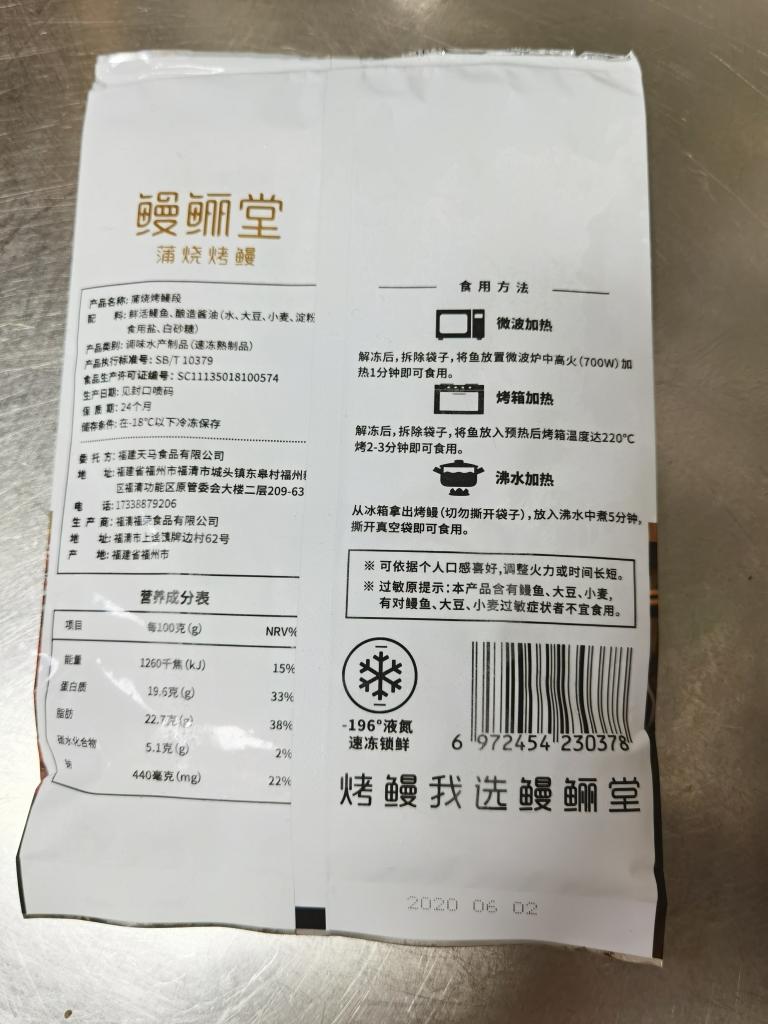 鳗鲡堂
蒲烧烤鳗
产品名称: 蒲烧烤鳗段
配 料: 鲜活鳗鱼、酿造酱油(水、大豆、小麦、淀粉
食用盐、白砂糖)
产品类别: 调味水产制品(速冻熟制品)
产品执行标准号: SB/T 10379
食品生产许可证编号: SC11135018100574
生产日期: 见封口喷码
保 质 期: 24个月
储存条件: 在-18℃以下冷冻保存
委 托 方: 福建天马食品有限公司
地 址: 福建省福州市福清市城头镇东皋村福州新
区福清功能区原管委会大楼二层209-63
电 话: 17338879206
生 产 商: 福清福荣食品有限公司
地 址: 福清市上迳镇牌边村62号
产 地: 福建省福州市
营养成分表
项目 每100克(g) NRV%
能量 1260千焦(kJ) 15%
蛋白质 19.6克(g) 33%
脂肪 22.7克(g) 38%
碳水化合物 5.1克(g) 2%
钠 440毫克(mg) 22%
食用方法
微波加热
解冻后,拆除袋子,将鱼放置微波炉中高火(700W)加
热1分钟即可食用。
烤箱加热
解冻后,拆除袋子,将鱼放入预热后烤箱温度达220℃
烤2-3分钟即可食用。
沸水加热
从冰箱拿出烤鳗(切勿撕开袋子),放入沸水中煮5分钟,
撕开真空袋即可食用。
※ 可依据个人口感喜好,调整火力或时间长短。
※ 过敏原提示:本产品含有鳗鱼、大豆、小麦,
有对鳗鱼、大豆、小麦过敏症状者不宜食用。
-196°液氮
速冻锁鲜
6 972454 230378
烤鳗我选鳗鲡堂
2020 06 02